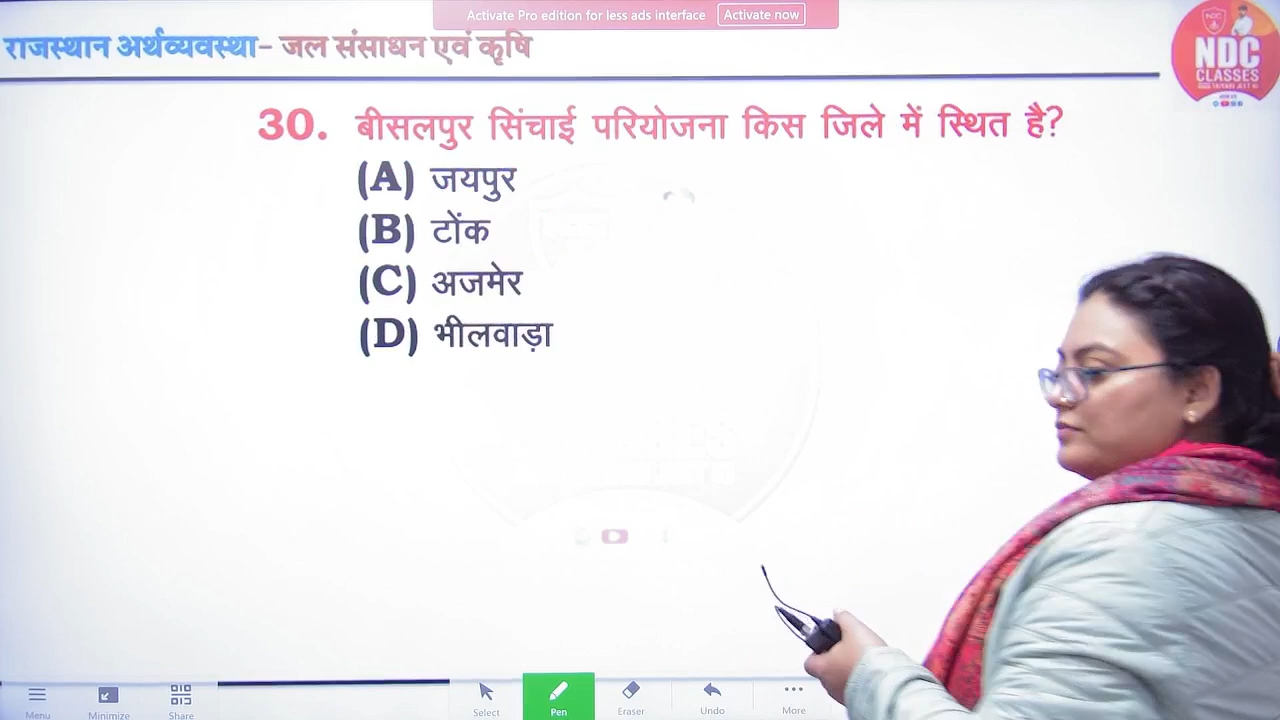 Activate Pro edition for less ads interface Activate now
राजस्थान अर्थव्यवस्था- जल संसाधन एवं कृषि
NDC
CLASSES
30. बीसलपुर सिंचाई परियोजना किस जिले में स्थित है?
(A) जयपुर
(B) टोंक
(C) अजमेर
(D) भीलवाड़ा
Menu Minimize Share Select Pen Eraser Undo More